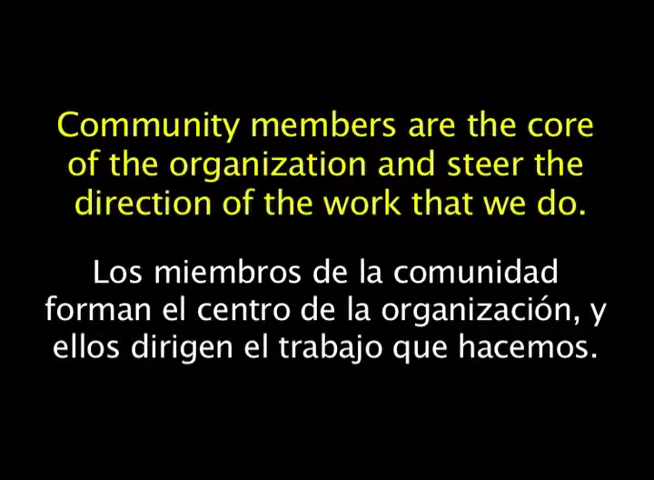 Community members are the core
of the organization and steer the
direction of the work that we do.
Los miembros de la comunidad
forman el centro de la organización, y
ellos dirigen el trabajo que hacemos.